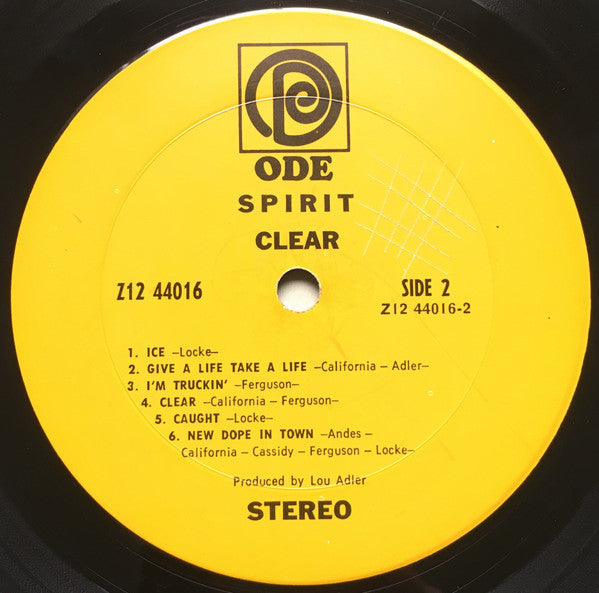 ODE
SPIRIT
CLEAR
Z12 44016
SIDE 2
Z12 44016-2
1. ICE –Locke–
2. GIVE A LIFE TAKE A LIFE –California – Adler–
3. I'M TRUCKIN' –Ferguson–
4. CLEAR –California – Ferguson–
5. CAUGHT –Locke–
6. NEW DOPE IN TOWN –Andes –
California – Cassidy – Ferguson – Locke–
Produced by Lou Adler
STEREO